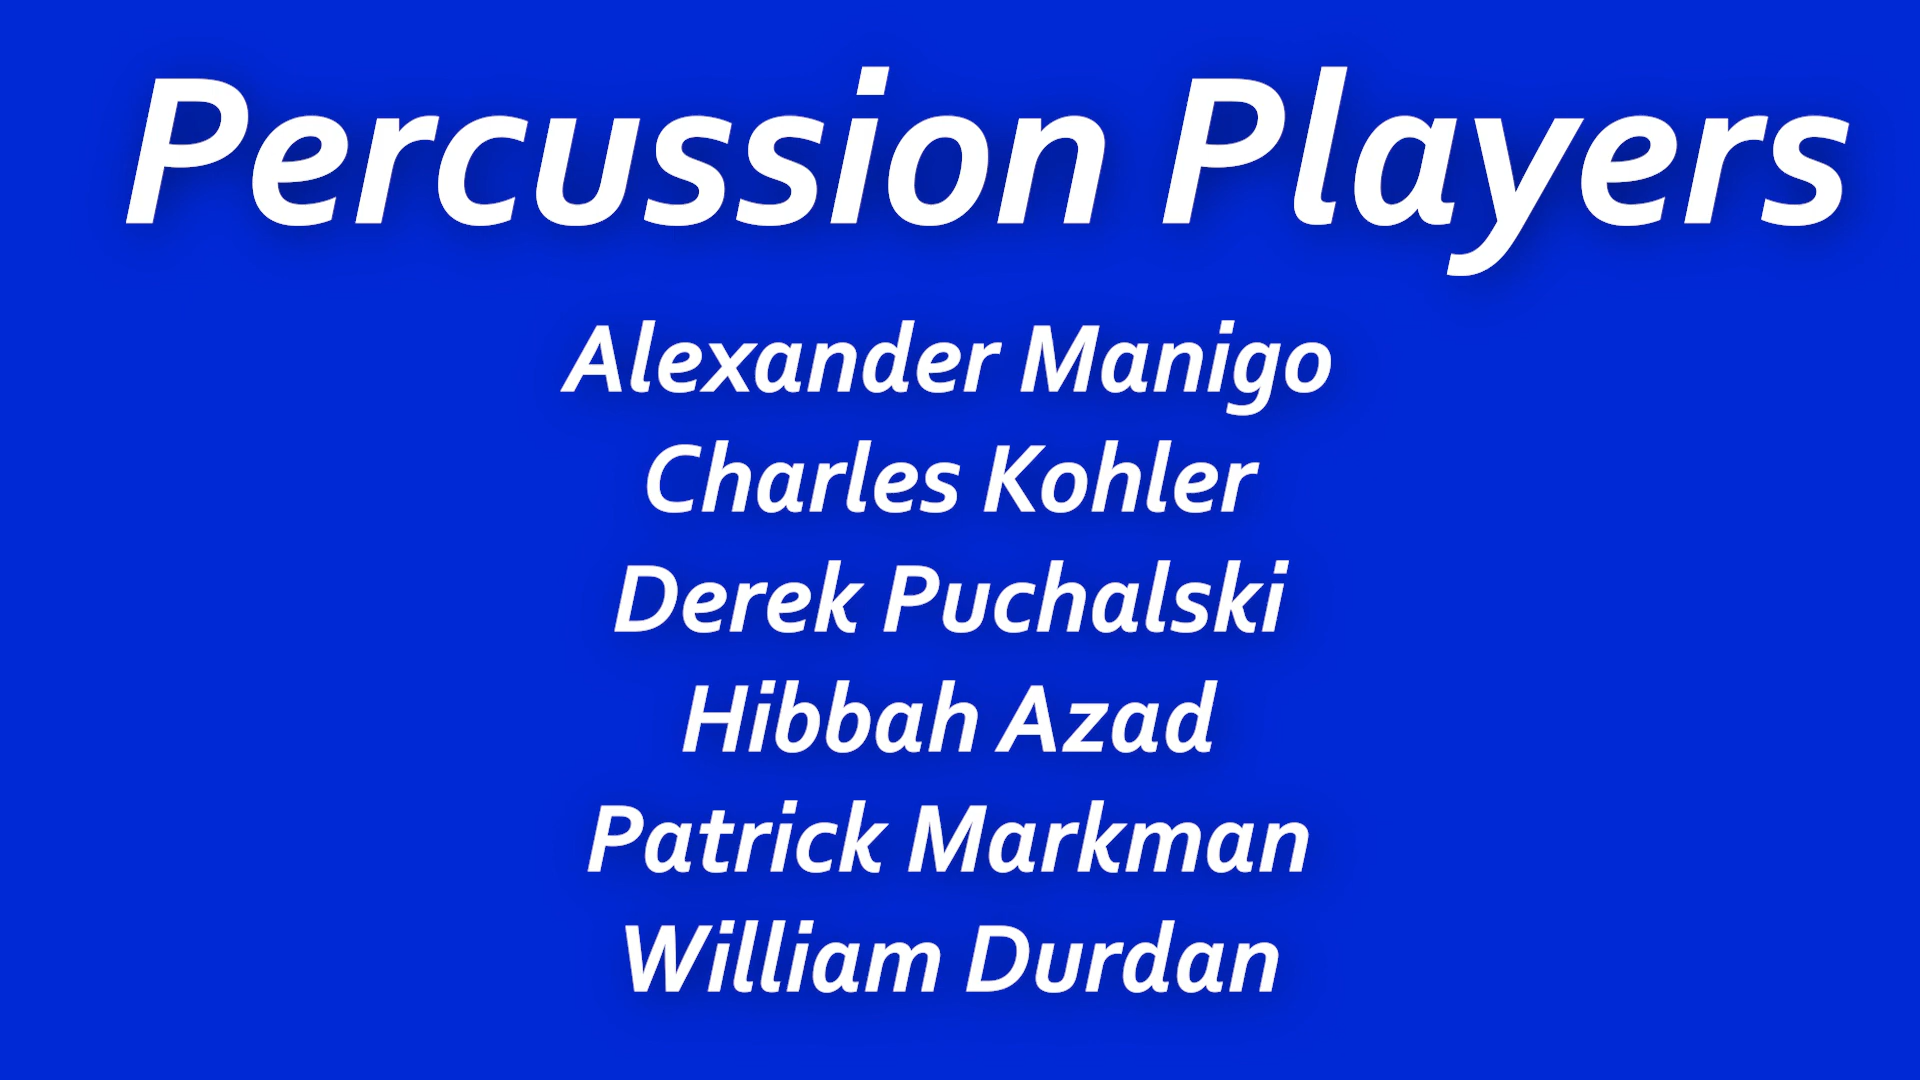 Percussion Players
Alexander Manigo
Charles Kohler
Derek Puchalski
Hibbah Azad
Patrick Markman
William Durdan